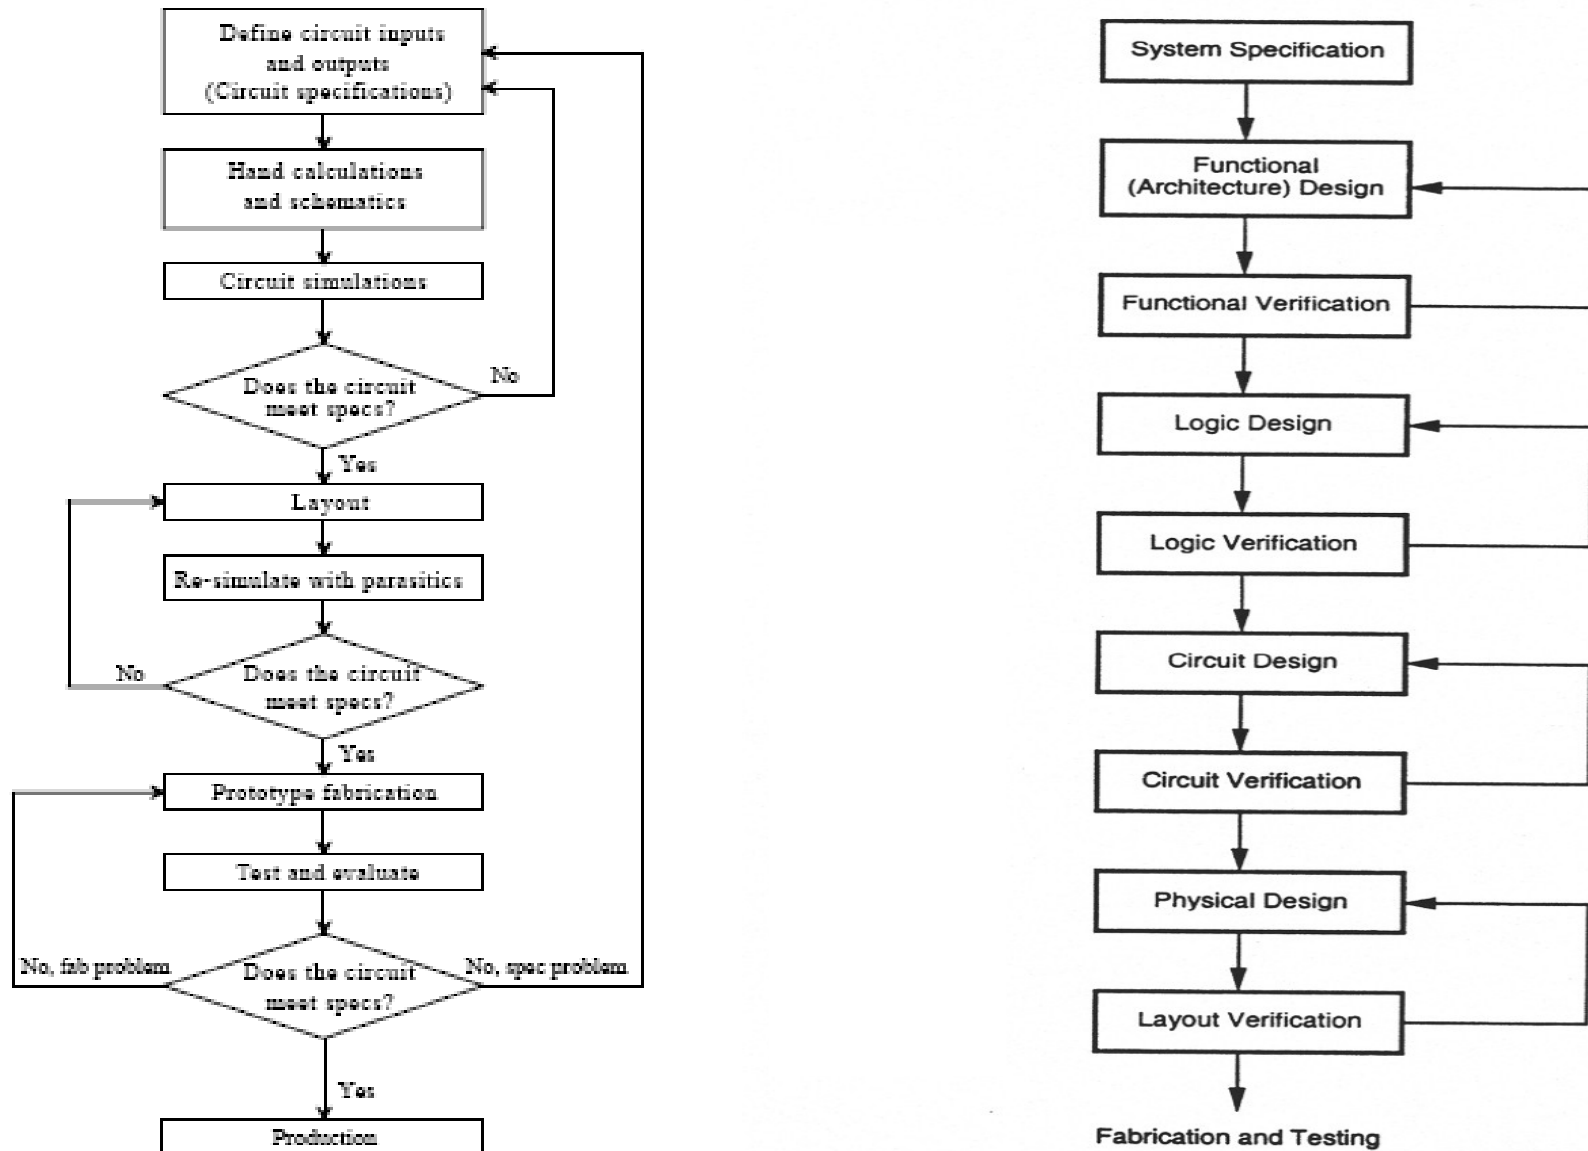 Define circuit inputs
and outputs
(Circuit specifications)
Hand calculations
and schematics
Circuit simulations
Does the circuit
meet specs?
No
Yes
Layout
Re-simulate with parasitics
Does the circuit
meet specs?
No
Yes
Prototype fabrication
Test and evaluate
Does the circuit
meet specs?
No, fab problem
No, spec problem
Yes
Production
System Specification
Functional
(Architecture) Design
Functional Verification
Logic Design
Logic Verification
Circuit Design
Circuit Verification
Physical Design
Layout Verification
Fabrication and Testing